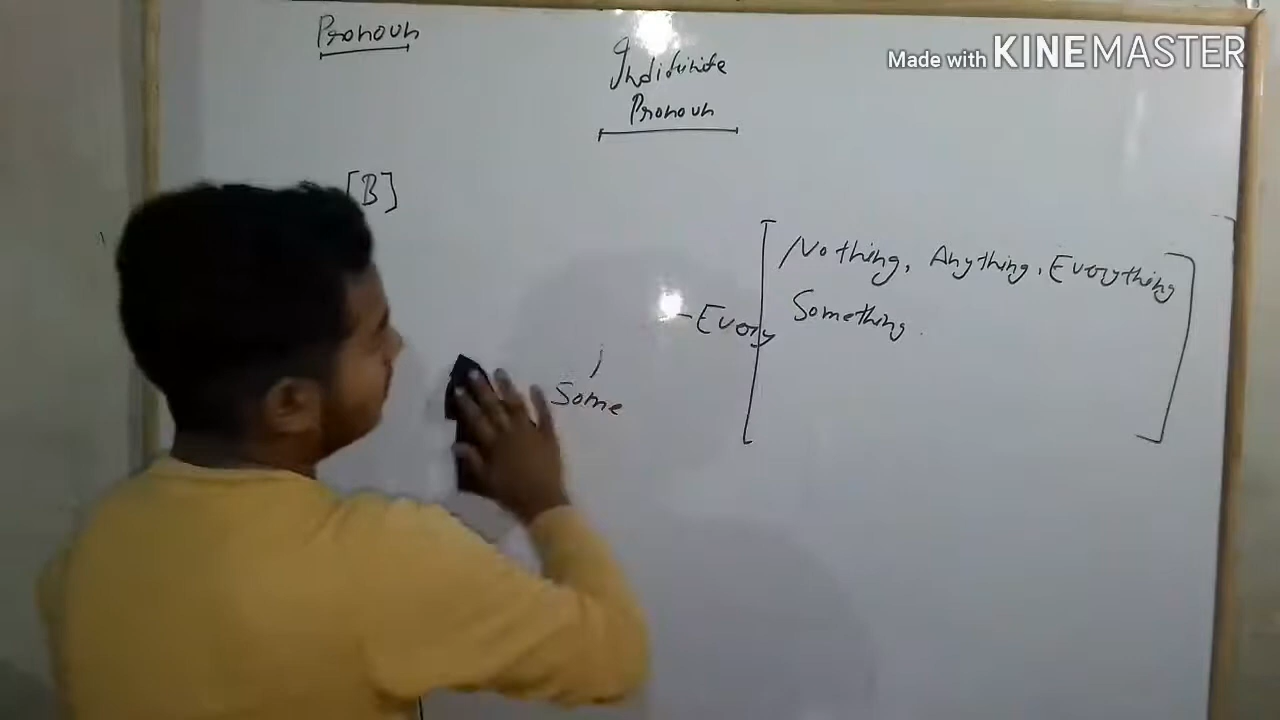 Pronoun
Made with KINEMASTER
Indifinite
Pronoun
[B]
Nothing, Anything, Everything
Something.
Every
Some